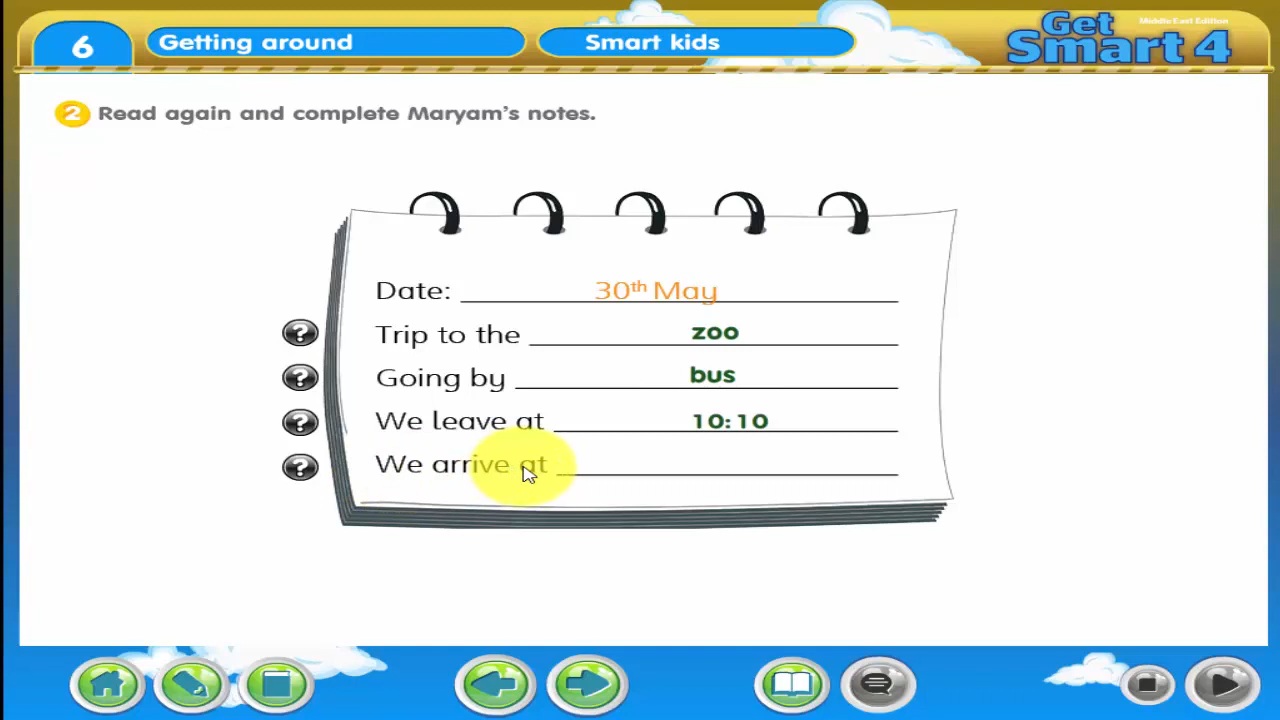 6 Getting around Smart kids
Middle East Edition
Get
Smart 4
2 Read again and complete Maryam's notes.
Date: 30th May
? Trip to the zoo
? Going by bus
? We leave at 10:10
? We arrive at